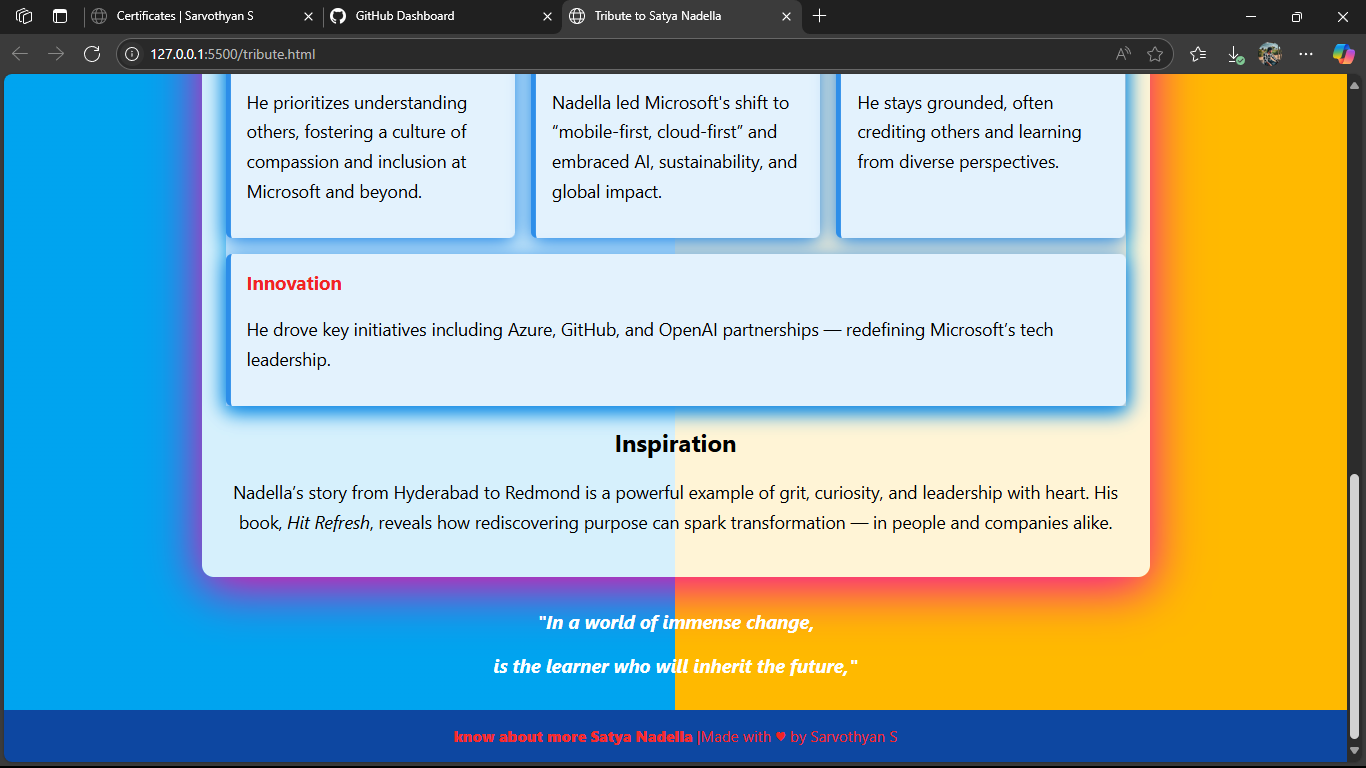 Certificates | Sarvothyan S
GitHub Dashboard
Tribute to Satya Nadella
127.0.0.1:5500/tribute.html
He prioritizes understanding
others, fostering a culture of
compassion and inclusion at
Microsoft and beyond.
Nadella led Microsoft's shift to
“mobile-first, cloud-first” and
embraced AI, sustainability, and
global impact.
He stays grounded, often
crediting others and learning
from diverse perspectives.
Innovation
He drove key initiatives including Azure, GitHub, and OpenAI partnerships — redefining Microsoft’s tech
leadership.
Inspiration
Nadella’s story from Hyderabad to Redmond is a powerful example of grit, curiosity, and leadership with heart. His
book, Hit Refresh, reveals how rediscovering purpose can spark transformation — in people and companies alike.
"In a world of immense change,
is the learner who will inherit the future,"
know about more Satya Nadella |Made with ♥ by Sarvothyan S